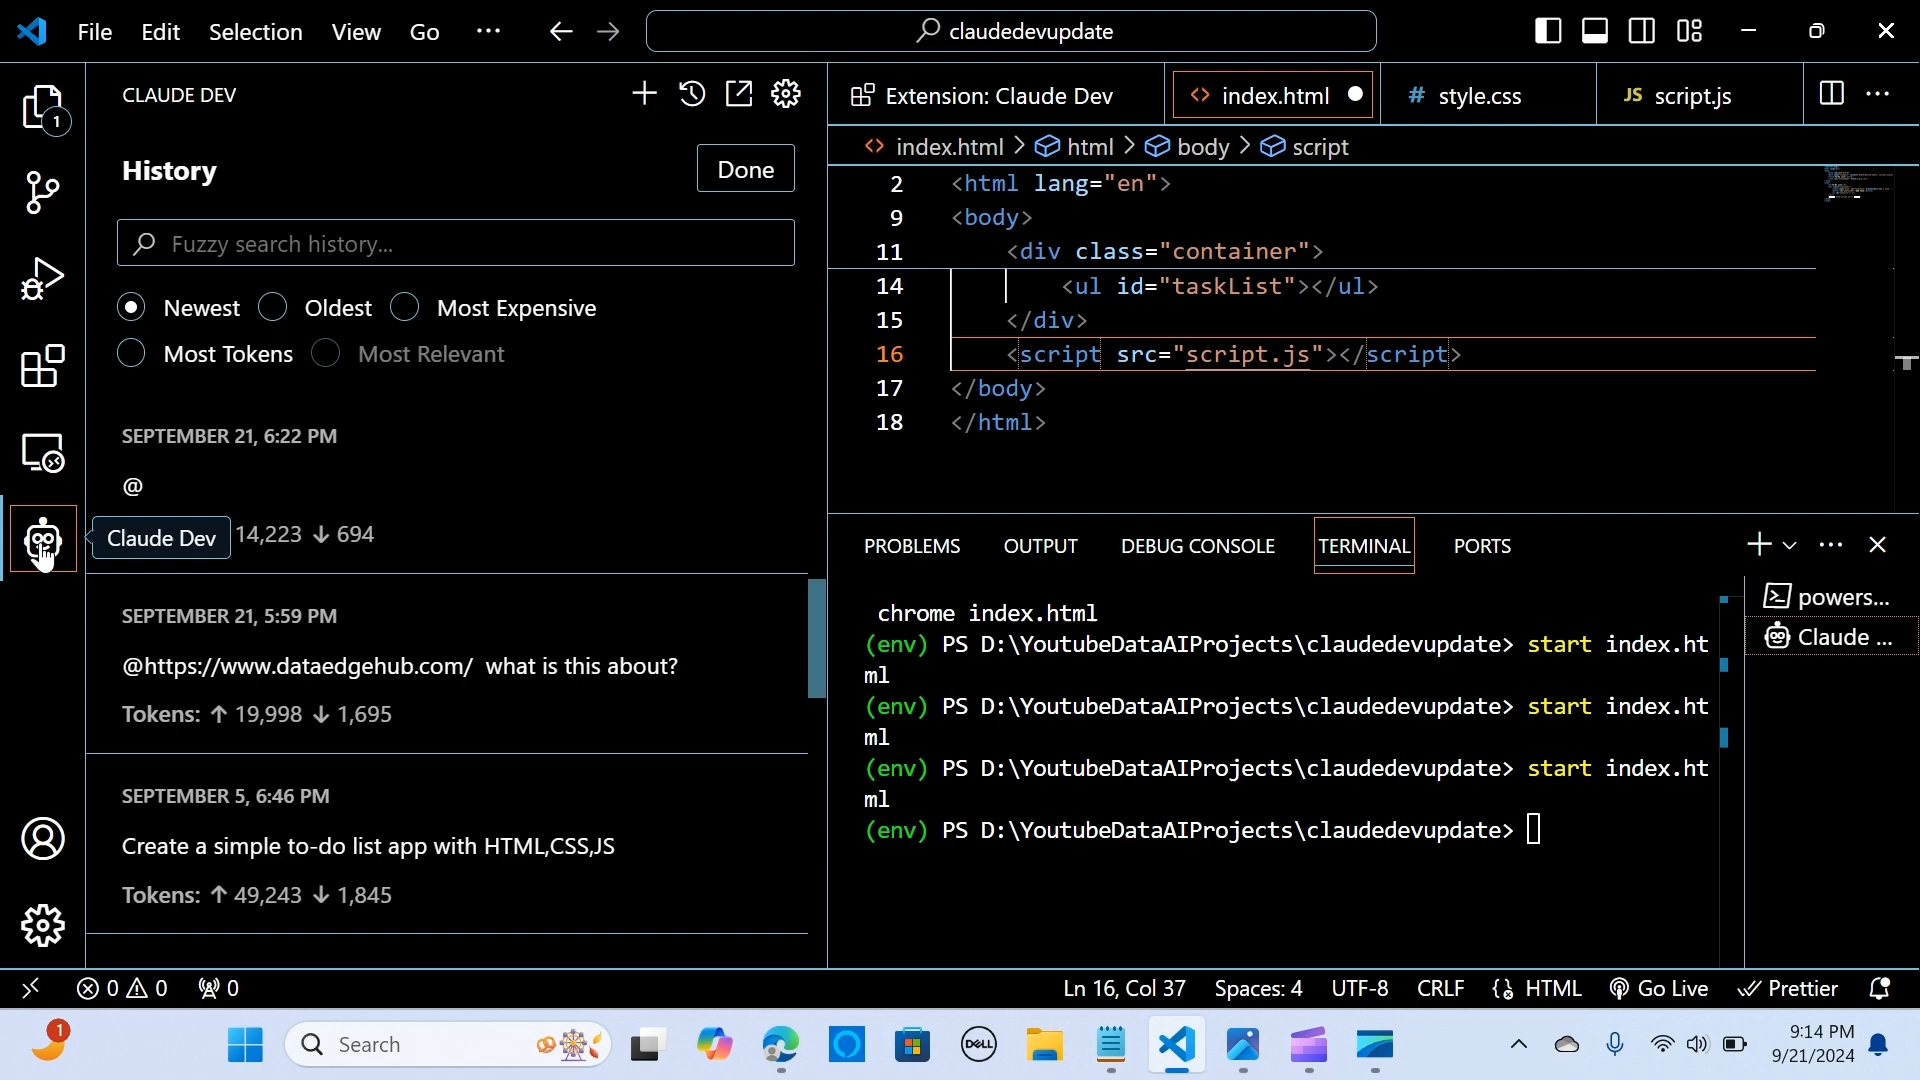 File Edit Selection View Go ···
claudedevupdate
CLAUDE DEV
1
History
Done
Fuzzy search history...
Newest Oldest Most Expensive
Most Tokens Most Relevant
SEPTEMBER 21, 6:22 PM
@
Claude Dev
14,223 ↓ 694
SEPTEMBER 21, 5:59 PM
@https://www.dataedgehub.com/ what is this about?
Tokens: ↑ 19,998 ↓ 1,695
SEPTEMBER 5, 6:46 PM
Create a simple to-do list app with HTML,CSS,JS
Tokens: ↑ 49,243 ↓ 1,845
Extension: Claude Dev
<> index.html
# style.css
JS script.js
<> index.html > html > body > script
2 <html lang="en">
9 <body>
11 <div class="container">
14 <ul id="taskList"></ul>
15 </div>
16 <script src="script.js"></script>
17 </body>
18 </html>
PROBLEMS OUTPUT DEBUG CONSOLE TERMINAL PORTS
chrome index.html
(env) PS D:\YoutubeDataAIProjects\claudedevupdate> start index.ht
ml
(env) PS D:\YoutubeDataAIProjects\claudedevupdate> start index.ht
ml
(env) PS D:\YoutubeDataAIProjects\claudedevupdate> start index.ht
ml
(env) PS D:\YoutubeDataAIProjects\claudedevupdate>
powers...
Claude ...
0 0 0
Ln 16, Col 37 Spaces: 4 UTF-8 CRLF HTML Go Live Prettier
1
Search
DELL
9:14 PM
9/21/2024